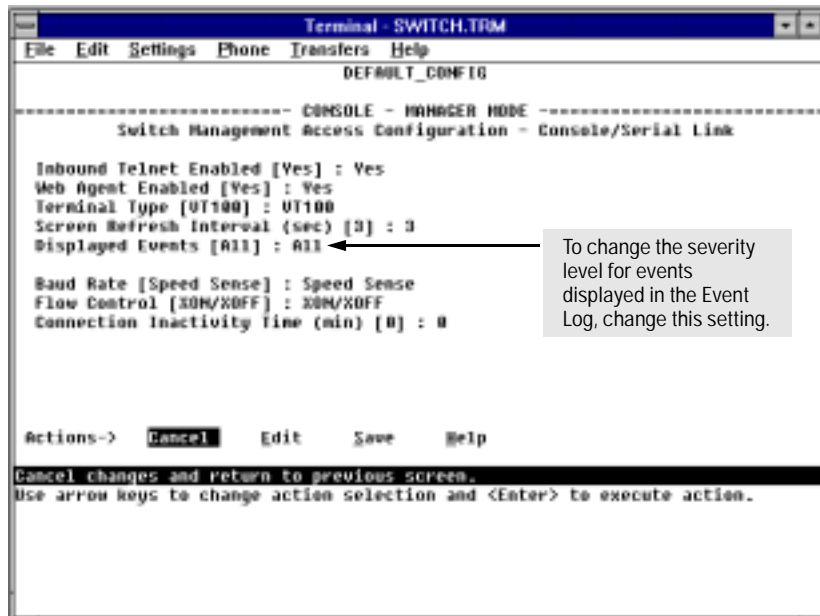 Terminal - SWITCH.TRM
File Edit Settings Phone Transfers Help
DEFAULT_CONFIG
---------------------------- CONSOLE - MANAGER MODE -----------------------------
Switch Management Access Configuration - Console/Serial Link
Inbound Telnet Enabled [Yes] : Yes
Web Agent Enabled [Yes] : Yes
Terminal Type [VT100] : VT100
Screen Refresh Interval (sec) [3] : 3
Displayed Events [All] : All
To change the severity
level for events
displayed in the Event
Log, change this setting.
Baud Rate [Speed Sense] : Speed Sense
Flow Control [XON/XOFF] : XON/XOFF
Connection Inactivity Time (min) [0] : 0
Actions-> Cancel Edit Save Help
Cancel changes and return to previous screen.
Use arrow keys to change action selection and <Enter> to execute action.